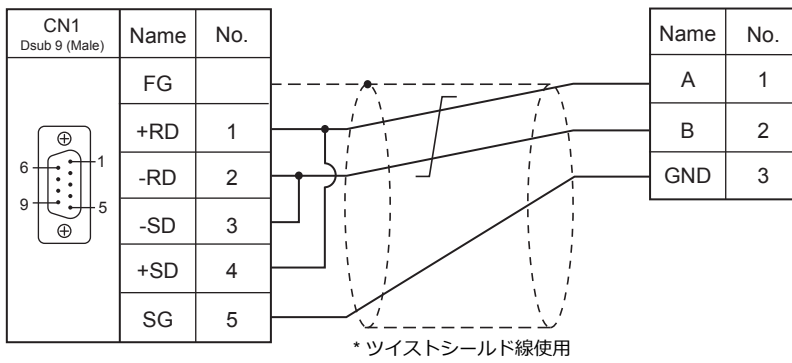 CN1
Dsub 9 (Male)
Name No.
FG
+RD 1
-RD 2
-SD 3
+SD 4
SG 5
6
1
9
5
Name No.
A 1
B 2
GND 3
* ツイストシールド線使用